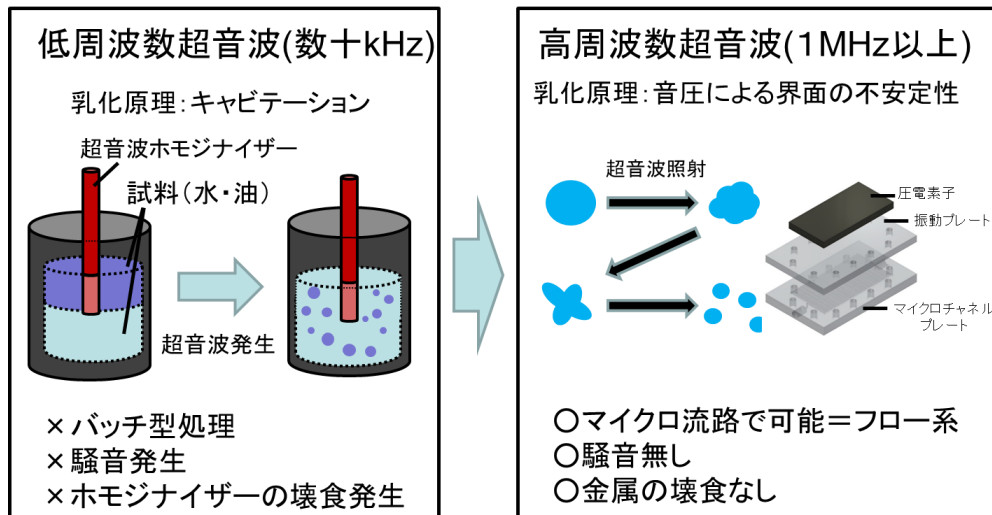 低周波数超音波(数十kHz)
乳化原理：キャビテーション
超音波ホモジナイザー
試料（水・油）
超音波発生
×バッチ型処理
×騒音発生
×ホモジナイザーの壊食発生
高周波数超音波(1MHz以上)
乳化原理：音圧による界面の不安定性
超音波照射
圧電素子
振動プレート
マイクロチャネル
プレート
○マイクロ流路で可能＝フロー系
○騒音無し
○金属の壊食なし